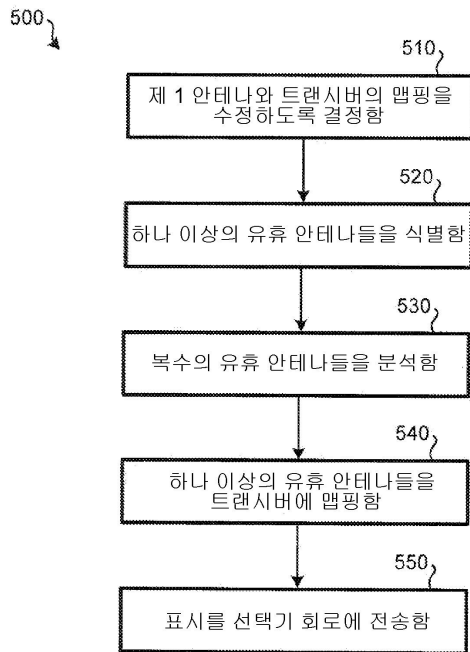 500
510
제 1 안테나와 트랜시버의 맵핑을
수정하도록 결정함
520
하나 이상의 유휴 안테나들을 식별함
530
복수의 유휴 안테나들을 분석함
540
하나 이상의 유휴 안테나들을
트랜시버에 맵핑함
550
표시를 선택기 회로에 전송함